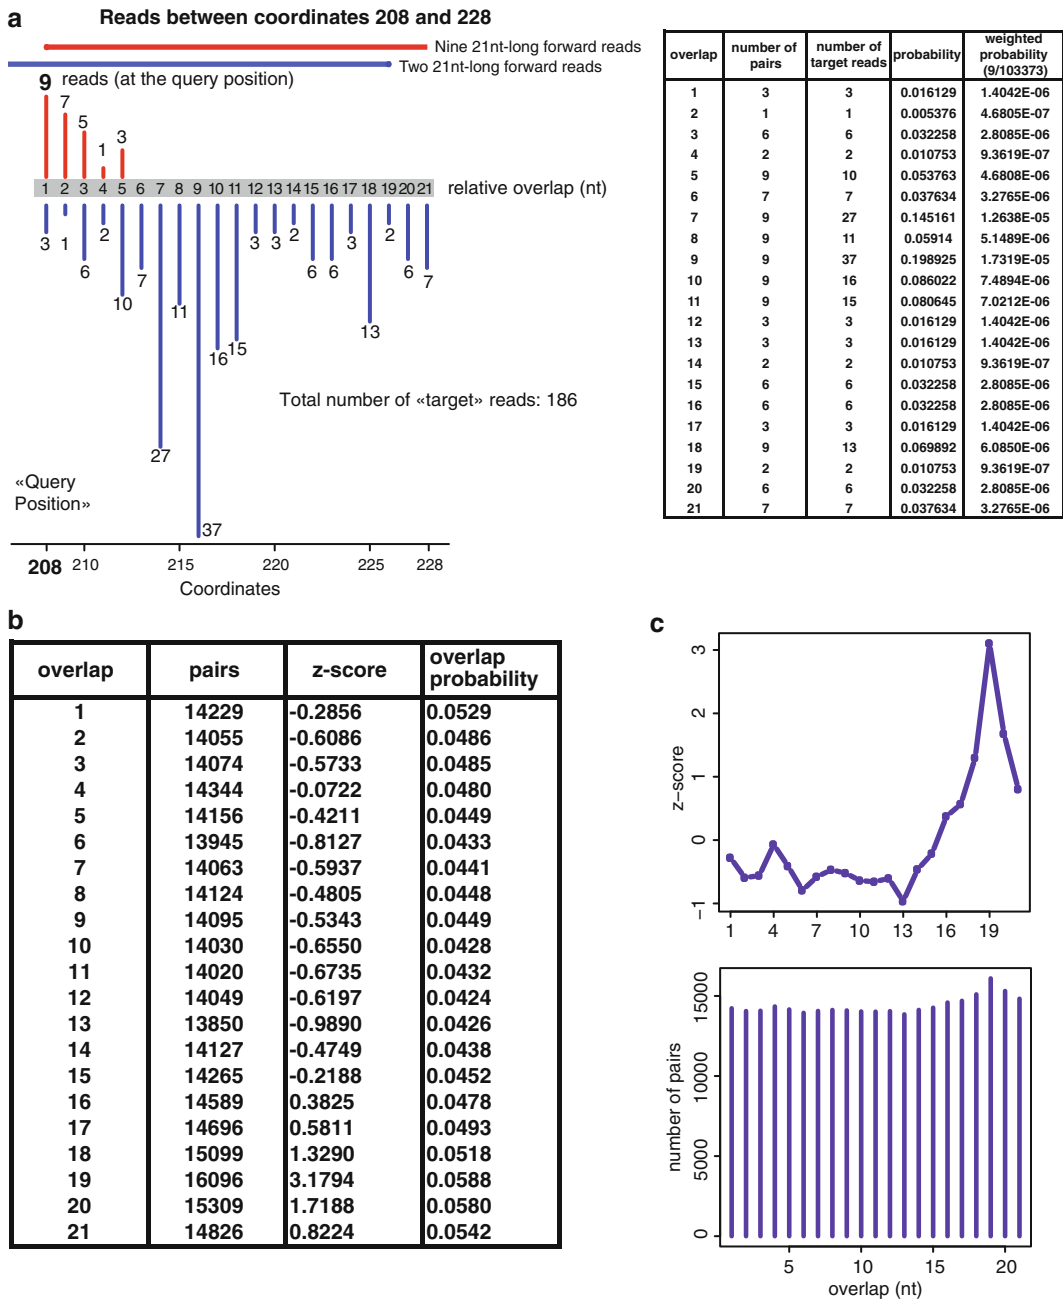 a
Reads between coordinates 208 and 228
Nine 21nt-long forward reads
Two 21nt-long forward reads
9 reads (at the query position)
7
5
1
3
1 2 3 4 5 6 7 8 9 10 11 12 13 14 15 16 17 18 19 20 21 relative overlap (nt)
3 1 6 2 10 7 27 11 37 16 15 3 3 2 6 6 3 13 2 6 7
Total number of «target» reads: 186
«Query
Position»
208 210 215 220 225 228
Coordinates
overlap | number of pairs | number of target reads | probability | weighted probability (9/103373)
1 3 3 0.016129 1.4042E-06
2 1 1 0.005376 4.6805E-07
3 6 6 0.032258 2.8085E-06
4 2 2 0.010753 9.3619E-07
5 9 10 0.053763 4.6808E-06
6 7 7 0.037634 3.2765E-06
7 9 27 0.145161 1.2638E-05
8 9 11 0.05914 5.1489E-06
9 9 37 0.198925 1.7319E-05
10 9 16 0.086022 7.4894E-06
11 9 15 0.080645 7.0212E-06
12 3 3 0.016129 1.4042E-06
13 3 3 0.016129 1.4042E-06
14 2 2 0.010753 9.3619E-07
15 6 6 0.032258 2.8085E-06
16 6 6 0.032258 2.8085E-06
17 3 3 0.016129 1.4042E-06
18 9 13 0.069892 6.0850E-06
19 2 2 0.010753 9.3619E-07
20 6 6 0.032258 2.8085E-06
21 7 7 0.037634 3.2765E-06
b
overlap pairs z-score overlap probability
1 14229 -0.2856 0.0529
2 14055 -0.6086 0.0486
3 14074 -0.5733 0.0485
4 14344 -0.0722 0.0480
5 14156 -0.4211 0.0449
6 13945 -0.8127 0.0433
7 14063 -0.5937 0.0441
8 14124 -0.4805 0.0448
9 14095 -0.5343 0.0449
10 14030 -0.6550 0.0428
11 14020 -0.6735 0.0432
12 14049 -0.6197 0.0424
13 13850 -0.9890 0.0426
14 14127 -0.4749 0.0438
15 14265 -0.2188 0.0452
16 14589 0.3825 0.0478
17 14696 0.5811 0.0493
18 15099 1.3290 0.0518
19 16096 3.1794 0.0588
20 15309 1.7188 0.0580
21 14826 0.8224 0.0542
c
z−score
3
2
1
0
−1
1 4 7 10 13 16 19
number of pairs
15000
10000
5000
0
5 10 15 20
overlap (nt)